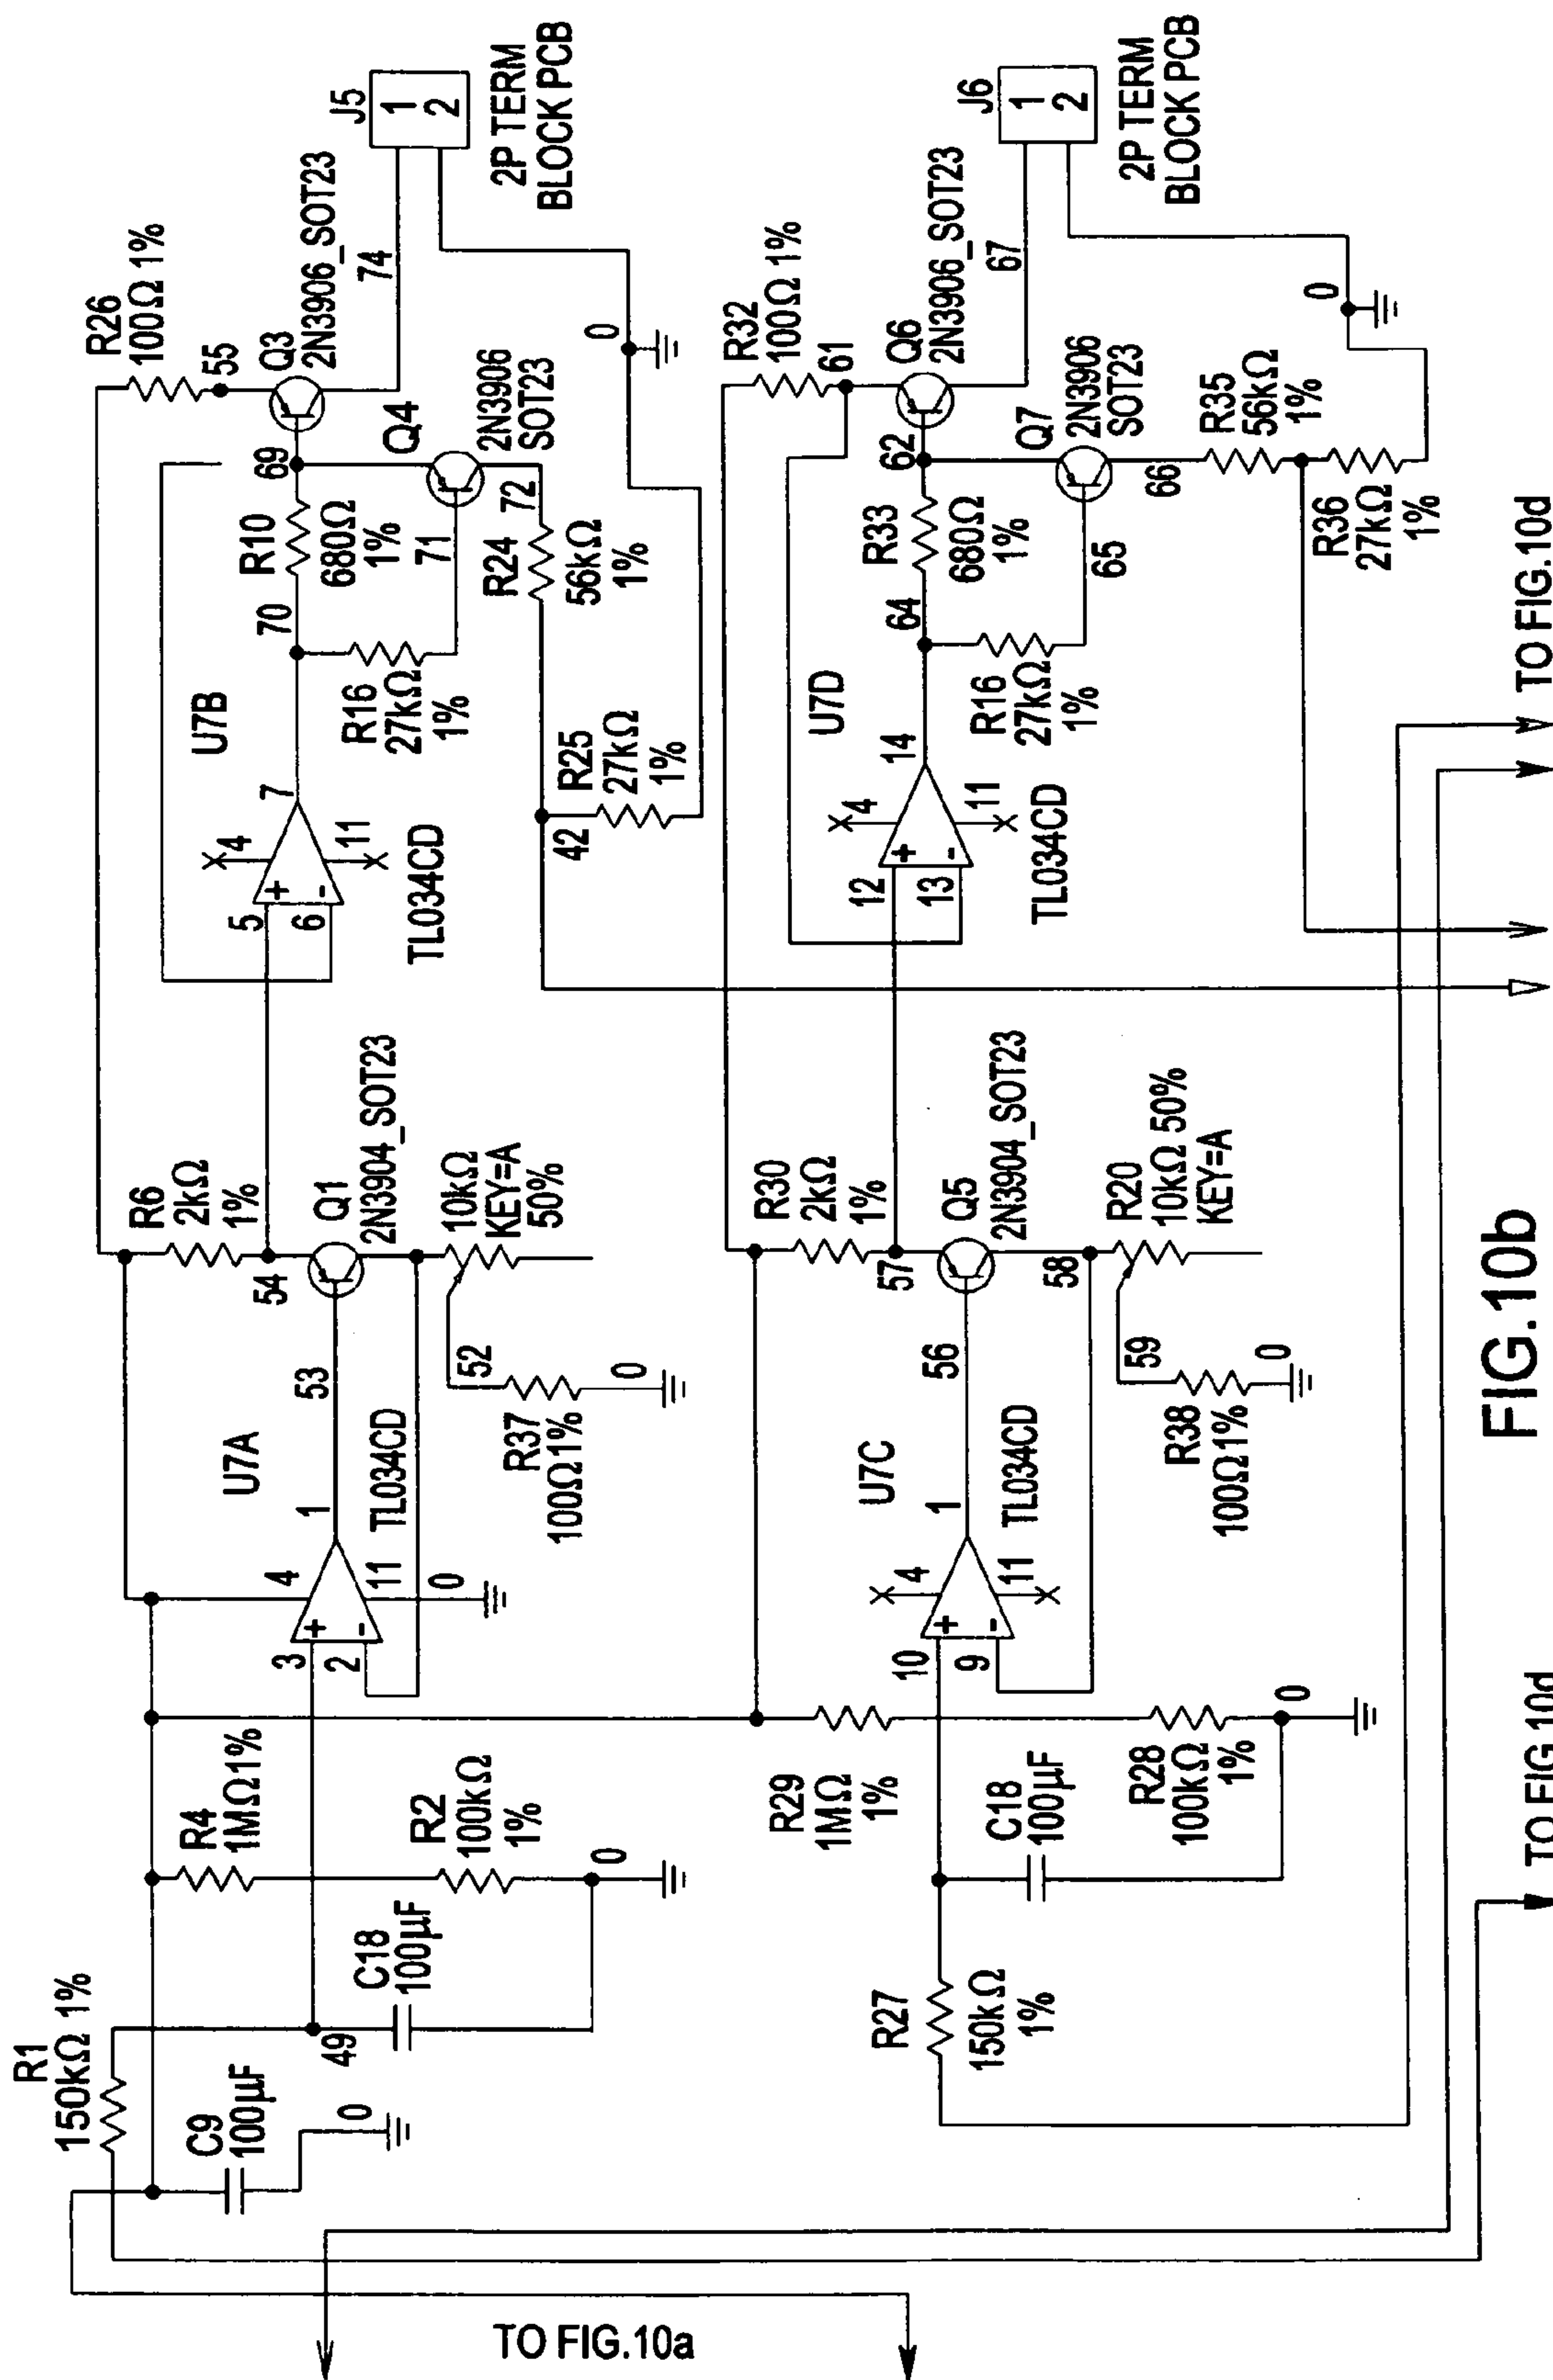 R1
150kΩ 1%
C9
100µF
0
49
C18
100µF
R4
1MΩ1%
R2
100kΩ
1%
0
3
2
+
-
4
11
0
1
U7A
TL034CD
53
R37
100Ω1%
52
0
R6
2kΩ
1%
54
Q1
2N3904_SOT23
10kΩ
KEY=A
50%
5
6
+
-
4
11
7
U7B
TL034CD
70
R16
27kΩ
1%
R10
680Ω
1%
69
71
R26
100Ω 1%
55
Q3
2N3906_SOT23
Q4
2N3906
SOT23
72
R24
56kΩ
1%
42
R25
27kΩ
1%
74
0
J5
1
2
2P TERM
BLOCK PCB
R27
150kΩ
1%
C18
100µF
R29
1MΩ
1%
R28
100kΩ
1%
0
10
9
+
-
4
11
1
U7C
TL034CD
56
R38
100Ω1%
59
0
R30
2kΩ
1%
57
Q5
2N3904_SOT23
58
R20
10kΩ 50%
KEY=A
12
13
+
-
4
11
14
U7D
TL034CD
64
R16
27kΩ
1%
R33
680Ω
1%
62
65
R32
100Ω 1%
61
Q6
2N3906_SOT23
Q7
2N3906
SOT23
66
R35
56kΩ
1%
R36
27kΩ
1%
67
0
J6
1
2
2P TERM
BLOCK PCB
TO FIG.10a
TO FIG.10d
TO FIG.10d
FIG.10b